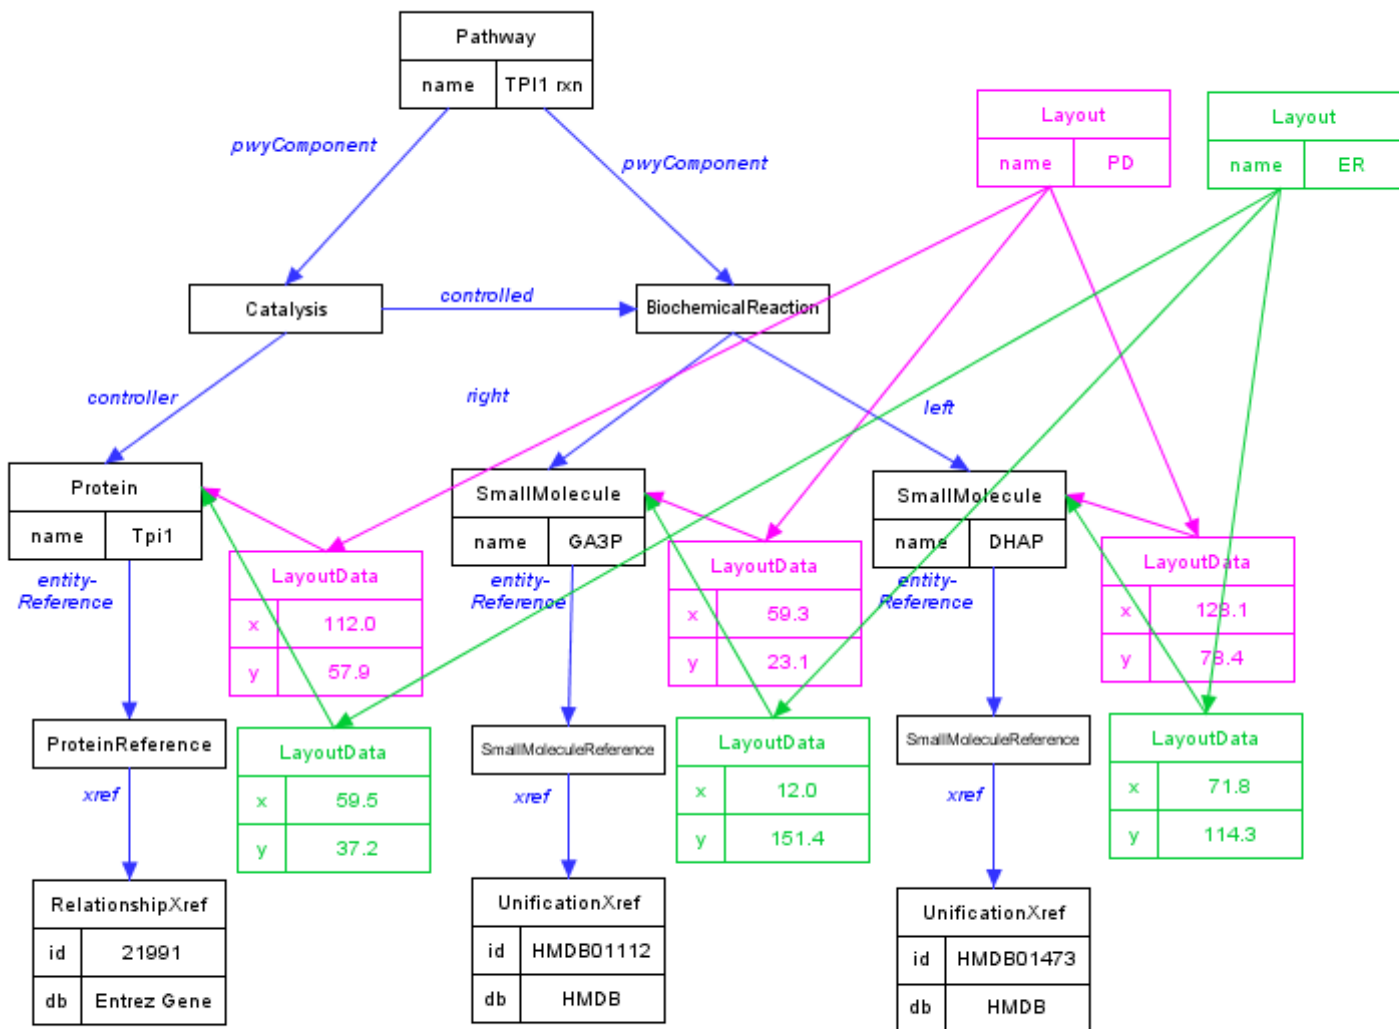 Pathway
name TPI1 rxn
Layout
name PD
Layout
name ER
pwyComponent
pwyComponent
Catalysis
controlled
BiochemicalReaction
controller
right
left
Protein
name Tpi1
SmallMolecule
name GA3P
SmallMolecule
name DHAP
entity-
Reference
entity-
Reference
entity-
Reference
LayoutData
x 112.0
y 57.9
LayoutData
x 59.3
y 23.1
LayoutData
x 128.1
y 78.4
ProteinReference
SmallMoleculeReference
SmallMoleculeReference
LayoutData
x 59.5
y 37.2
LayoutData
x 12.0
y 151.4
LayoutData
x 71.8
y 114.3
xref
xref
xref
RelationshipXref
id 21991
db Entrez Gene
UnificationXref
id HMDB01112
db HMDB
UnificationXref
id HMDB01473
db HMDB